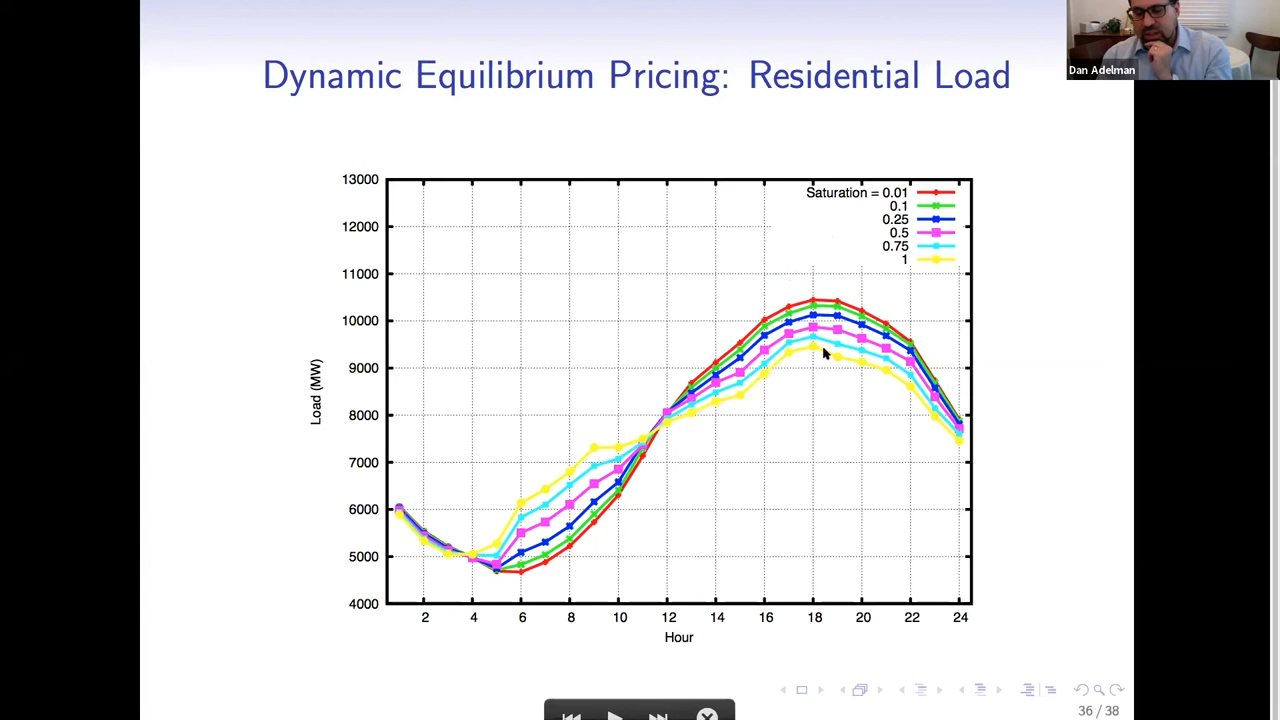 Dynamic Equilibrium Pricing: Residential Load
Dan Adelman
13000
12000
11000
10000
9000
8000
7000
6000
5000
4000
Load (MW)
Saturation = 0.01
0.1
0.25
0.5
0.75
1
2 4 6 8 10 12 14 16 18 20 22 24
Hour
36 / 38